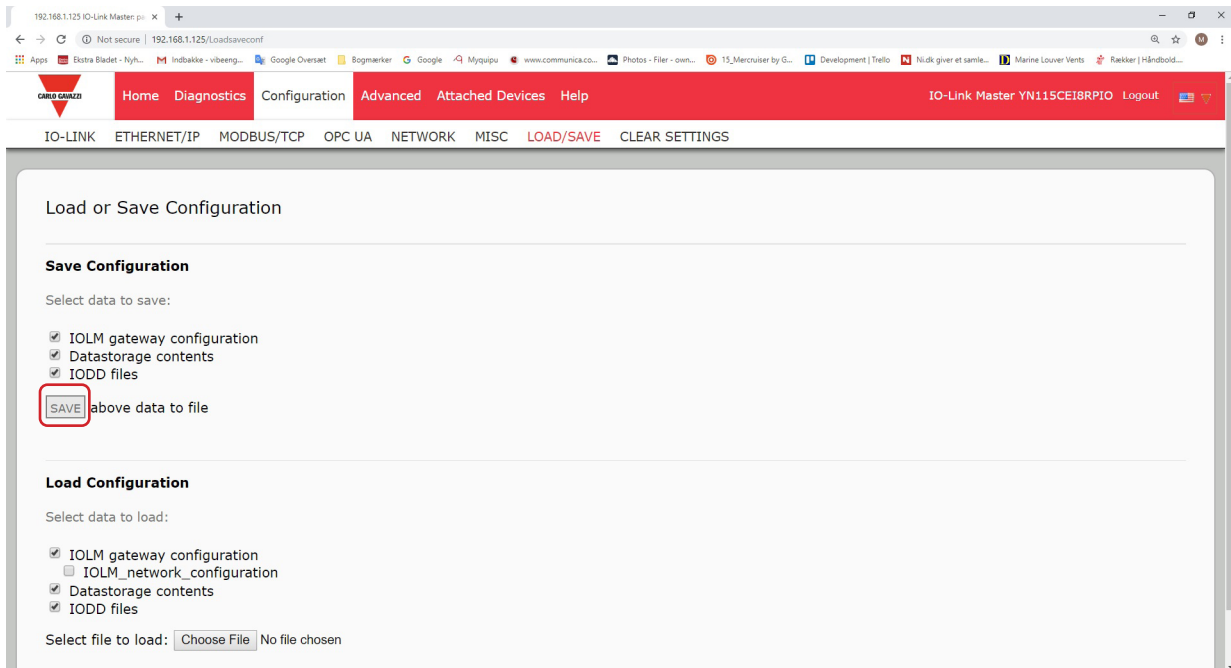 192.168.1.125 IO-Link Master: pa
Not secure | 192.168.1.125/Loadsaveconf
M
Apps Ekstra Bladet - Nyh... Indbakke - vibeeng... Google Oversæt Bogmærker Google Myquipu www.communica.co... Photos - Filer - own... 15_Mercruiser by G... Development | Trello Ni.dk giver et samle... Marine Louver Vents Rækker | Håndbold....
CARLO GAVAZZI
Home Diagnostics Configuration Advanced Attached Devices Help IO-Link Master YN115CEI8RPIO Logout
IO-LINK ETHERNET/IP MODBUS/TCP OPC UA NETWORK MISC LOAD/SAVE CLEAR SETTINGS
Load or Save Configuration
Save Configuration
Select data to save:
IOLM gateway configuration
Datastorage contents
IODD files
SAVE above data to file
Load Configuration
Select data to load:
IOLM gateway configuration
IOLM_network_configuration
Datastorage contents
IODD files
Select file to load: Choose File No file chosen